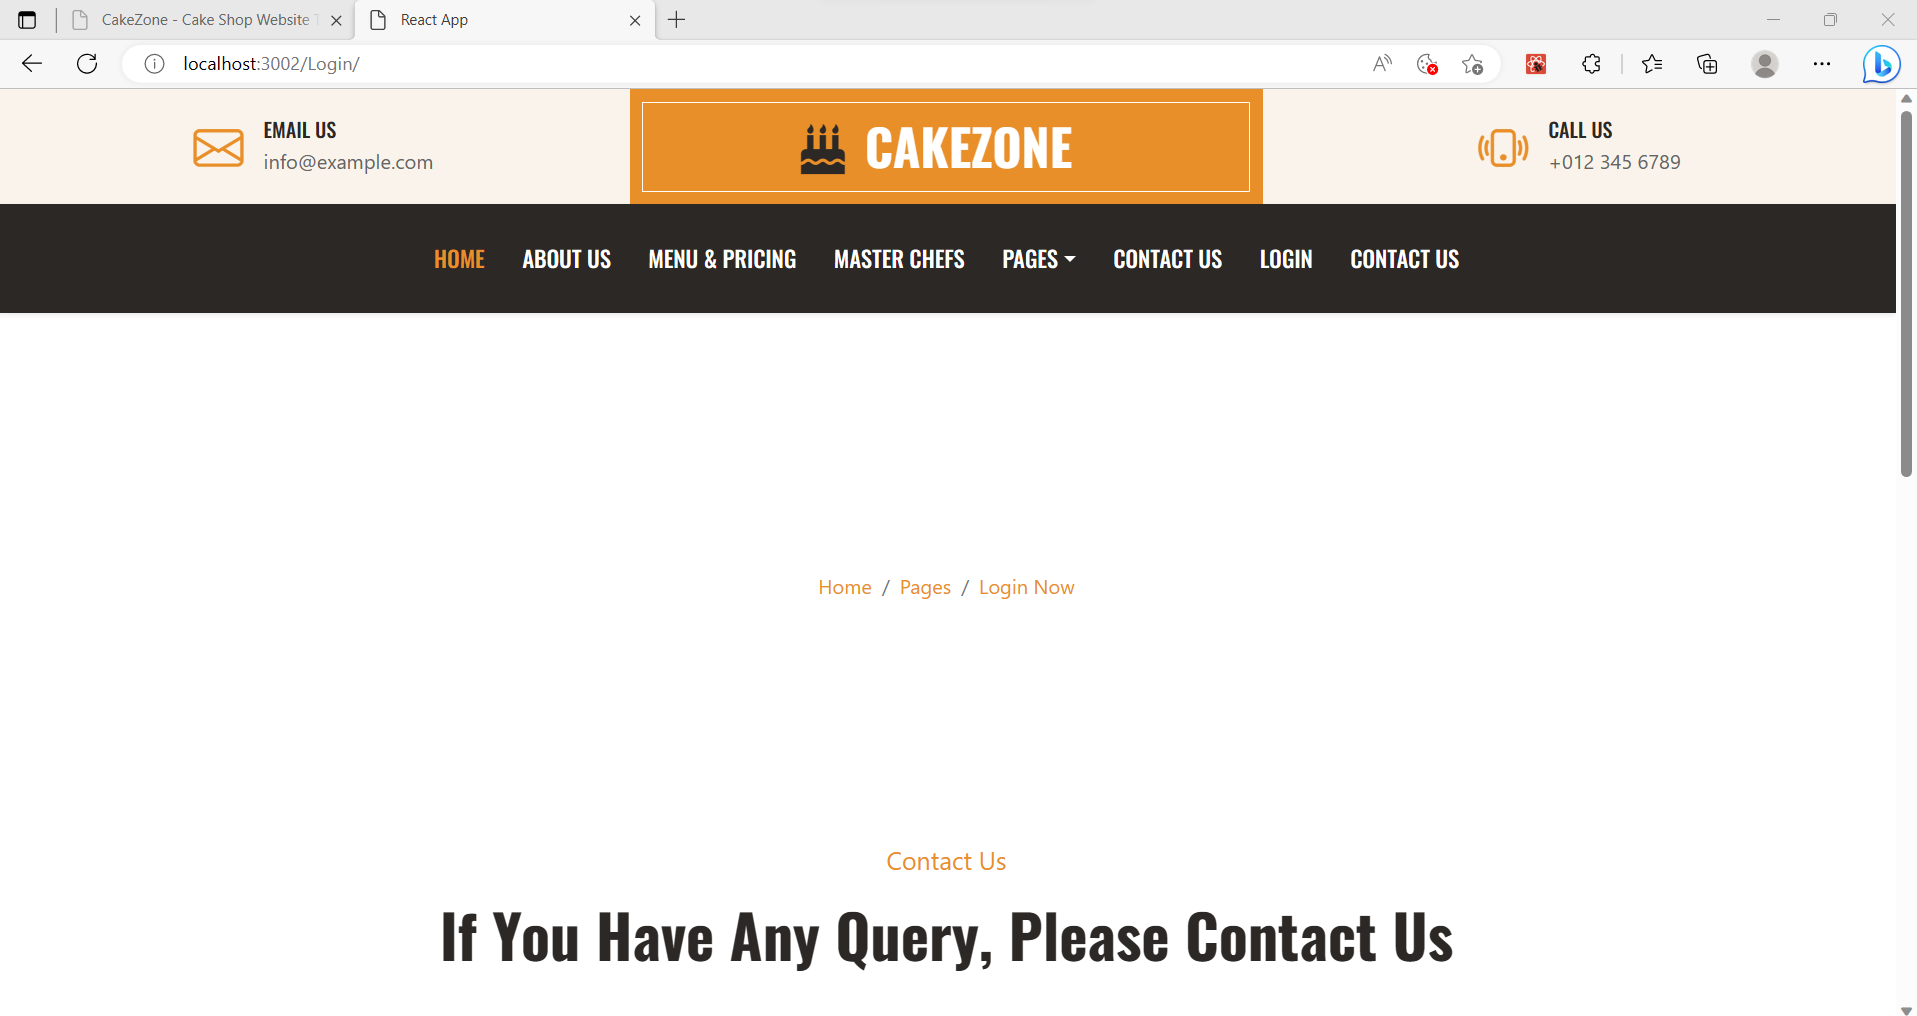 CakeZone - Cake Shop Website
React App
localhost:3002/Login/
EMAIL US
info@example.com
CAKEZONE
CALL US
+012 345 6789
HOME ABOUT US MENU & PRICING MASTER CHEFS PAGES CONTACT US LOGIN CONTACT US
Home / Pages / Login Now
Contact Us
If You Have Any Query, Please Contact Us